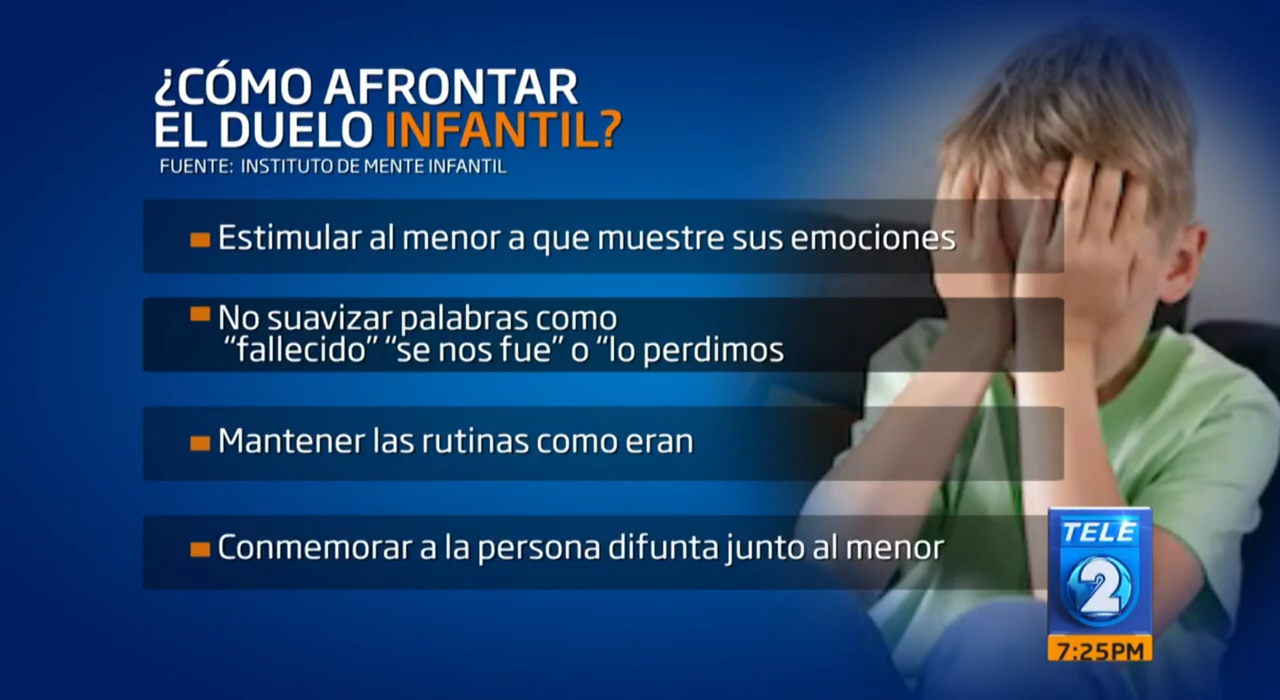 ¿CÓMO AFRONTAR
EL DUELO INFANTIL?
FUENTE: INSTITUTO DE MENTE INFANTIL
Estimular al menor a que muestre sus emociones
No suavizar palabras como
“fallecido” “se nos fue” o “lo perdimos
Mantener las rutinas como eran
Conmemorar a la persona difunta junto al menor
TELE
2
7:25PM